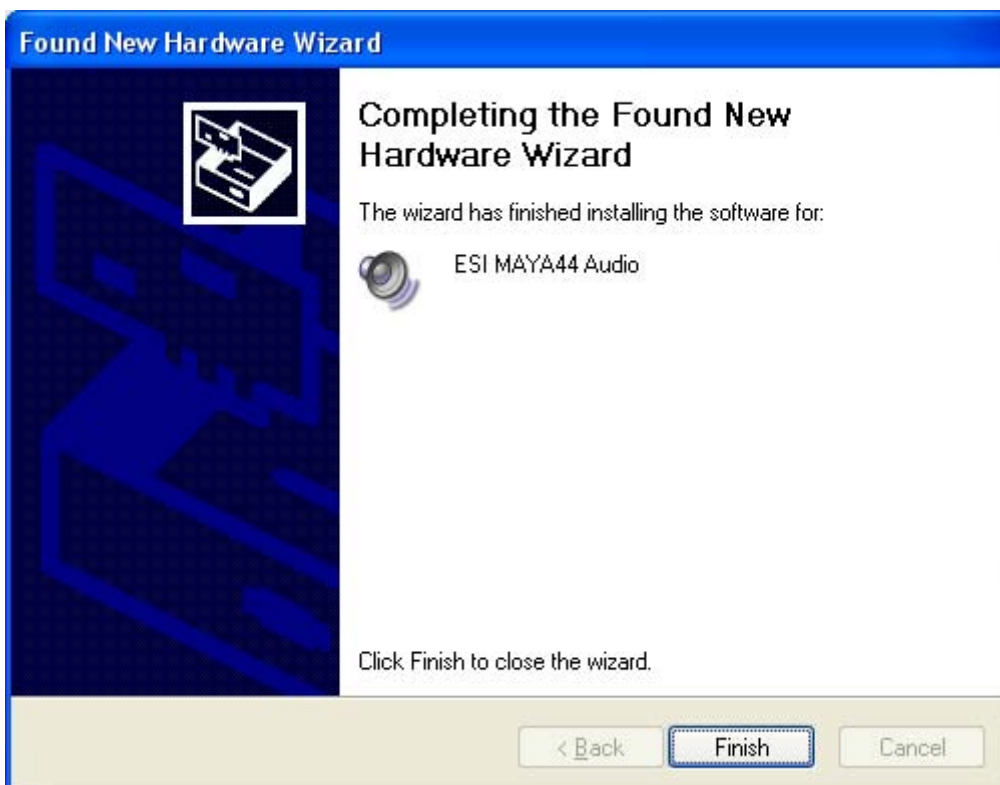 Found New Hardware Wizard
Completing the Found New
Hardware Wizard
The wizard has finished installing the software for:
ESI MAYA44 Audio
Click Finish to close the wizard.
< Back
Finish
Cancel